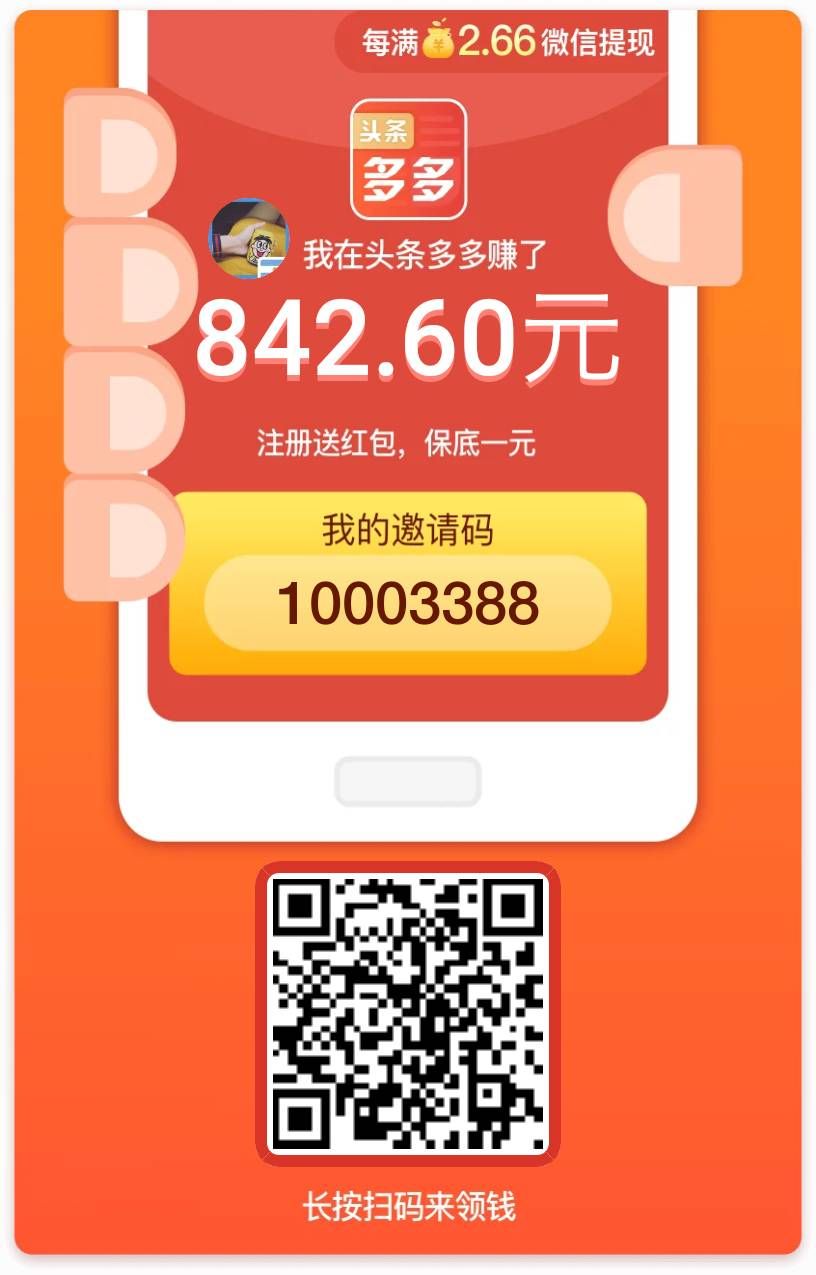 每满2.66微信提现
头条
多多
我在头条多多赚了
842.60元
注册送红包，保底一元
我的邀请码
10003388
长按扫码来领钱